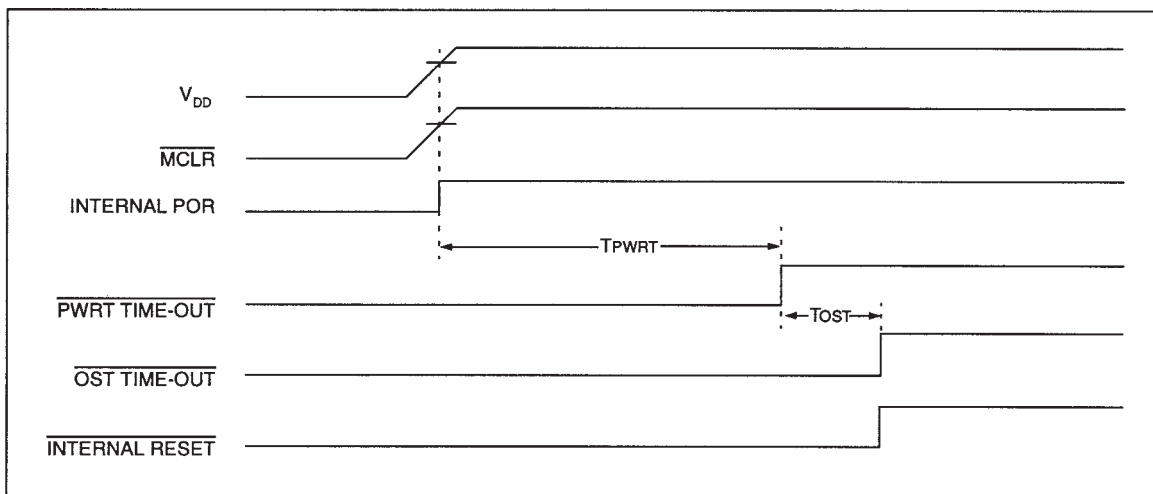 VDD
MCLR
INTERNAL POR
TPWRT
PWRT TIME-OUT
TOST
OST TIME-OUT
INTERNAL RESET